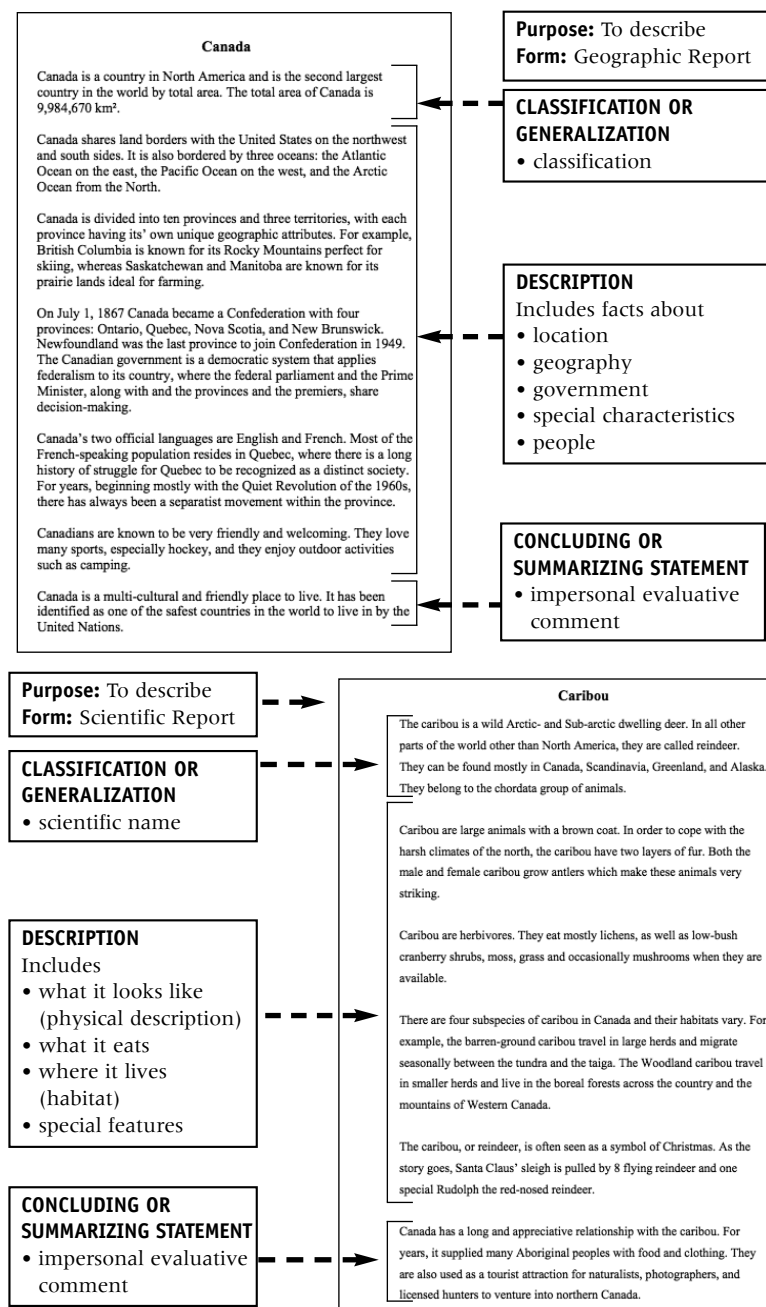 Canada
Canada is a country in North America and is the second largest
country in the world by total area. The total area of Canada is
9,984,670 km².
Canada shares land borders with the United States on the northwest
and south sides. It is also bordered by three oceans: the Atlantic
Ocean on the east, the Pacific Ocean on the west, and the Arctic
Ocean from the North.
Canada is divided into ten provinces and three territories, with each
province having its' own unique geographic attributes. For example,
British Columbia is known for its Rocky Mountains perfect for
skiing, whereas Saskatchewan and Manitoba are known for its
prairie lands ideal for farming.
On July 1, 1867 Canada became a Confederation with four
provinces: Ontario, Quebec, Nova Scotia, and New Brunswick.
Newfoundland was the last province to join Confederation in 1949.
The Canadian government is a democratic system that applies
federalism to its country, where the federal parliament and the Prime
Minister, along with and the provinces and the premiers, share
decision-making.
Canada's two official languages are English and French. Most of the
French-speaking population resides in Quebec, where there is a long
history of struggle for Quebec to be recognized as a distinct society.
For years, beginning mostly with the Quiet Revolution of the 1960s,
there has always been a separatist movement within the province.
Canadians are known to be very friendly and welcoming. They love
many sports, especially hockey, and they enjoy outdoor activities
such as camping.
Canada is a multi-cultural and friendly place to live. It has been
identified as one of the safest countries in the world to live in by the
United Nations.
Purpose: To describe
Form: Geographic Report
CLASSIFICATION OR
GENERALIZATION
• classification
DESCRIPTION
Includes facts about
• location
• geography
• government
• special characteristics
• people
CONCLUDING OR
SUMMARIZING STATEMENT
• impersonal evaluative
comment
Purpose: To describe
Form: Scientific Report
CLASSIFICATION OR
GENERALIZATION
• scientific name
DESCRIPTION
Includes
• what it looks like
(physical description)
• what it eats
• where it lives
(habitat)
• special features
CONCLUDING OR
SUMMARIZING STATEMENT
• impersonal evaluative
comment
Caribou
The caribou is a wild Arctic- and Sub-arctic dwelling deer. In all other
parts of the world other than North America, they are called reindeer.
They can be found mostly in Canada, Scandinavia, Greenland, and Alaska.
They belong to the chordata group of animals.
Caribou are large animals with a brown coat. In order to cope with the
harsh climates of the north, the caribou have two layers of fur. Both the
male and female caribou grow antlers which make these animals very
striking.
Caribou are herbivores. They eat mostly lichens, as well as low-bush
cranberry shrubs, moss, grass and occasionally mushrooms when they are
available.
There are four subspecies of caribou in Canada and their habitats vary. For
example, the barren-ground caribou travel in large herds and migrate
seasonally between the tundra and the taiga. The Woodland caribou travel
in smaller herds and live in the boreal forests across the country and the
mountains of Western Canada.
The caribou, or reindeer, is often seen as a symbol of Christmas. As the
story goes, Santa Claus' sleigh is pulled by 8 flying reindeer and one
special Rudolph the red-nosed reindeer.
Canada has a long and appreciative relationship with the caribou. For
years, it supplied many Aboriginal peoples with food and clothing. They
are also used as a tourist attraction for naturalists, photographers, and
licensed hunters to venture into northern Canada.